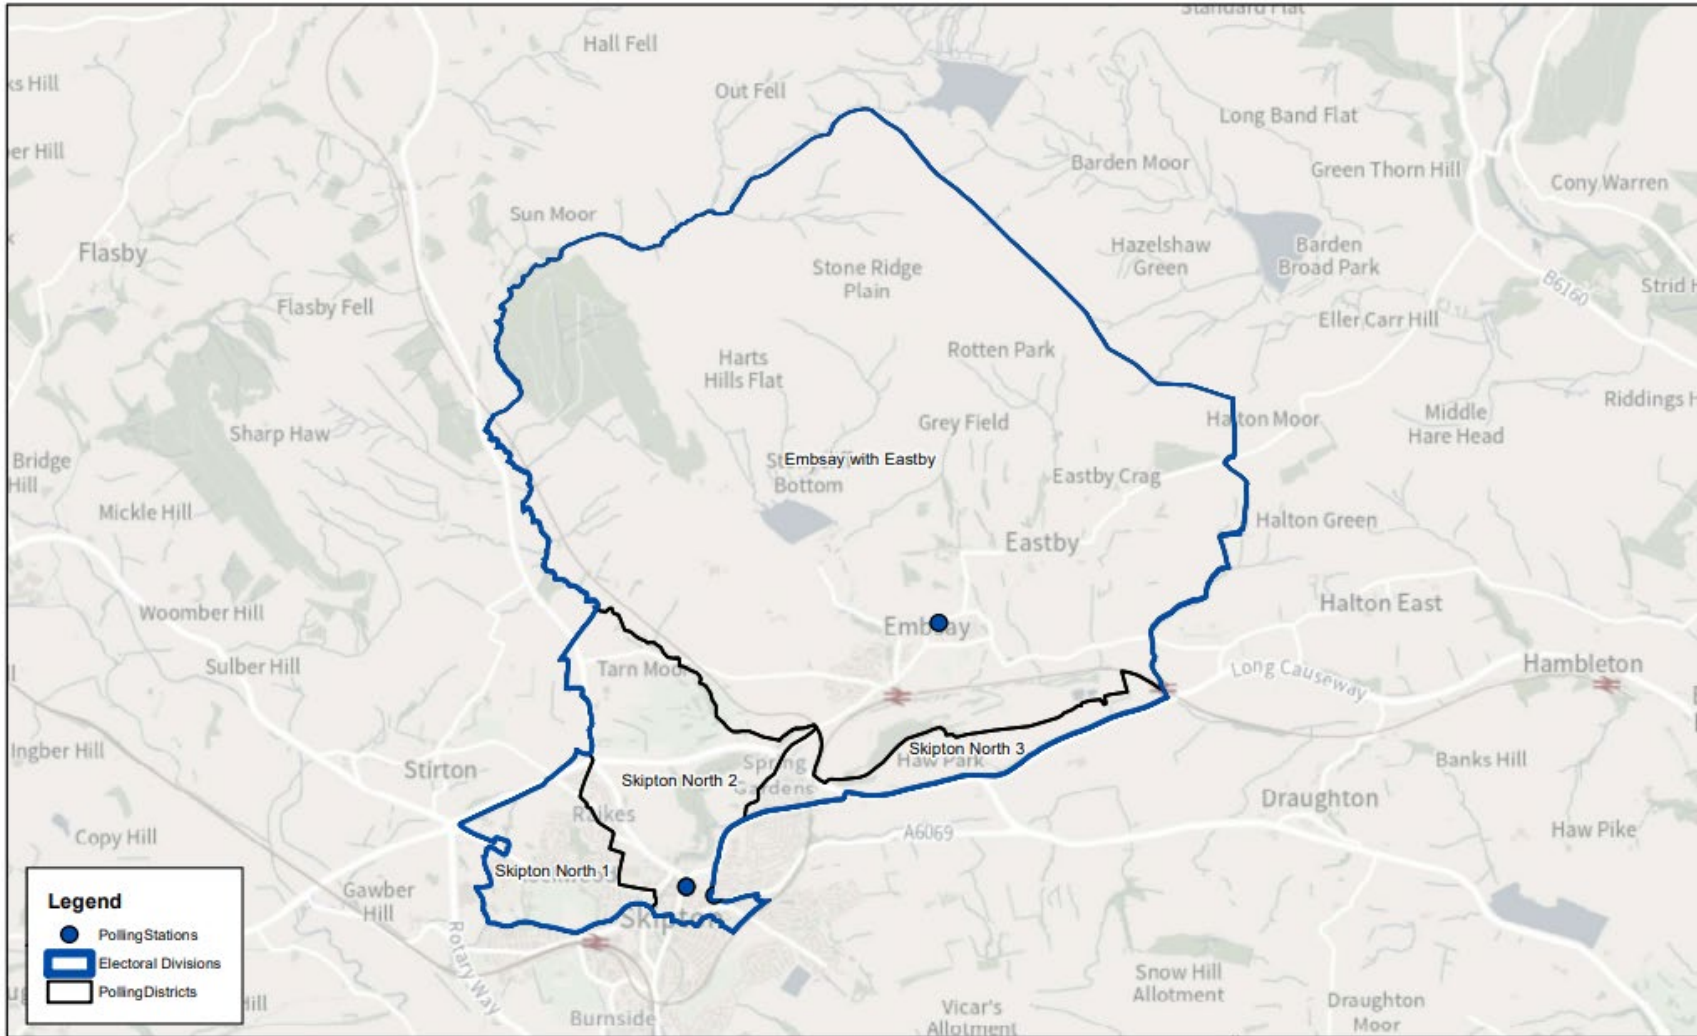 Standard Flat
Hall Fell
Out Fell
Long Band Flat
Barden Moor
Green Thorn Hill
Cony Warren
Sun Moor
Flasby
Hazelshaw
Green
Barden
Broad Park
Stone Ridge
Plain
B6160
Flasby Fell
Eller Carr Hill
Rotten Park
Harts
Hills Flat
Middle
Hare Head
Grey Field
Halton Moor
Sharp Haw
Bridge
Hill
Embsay with Eastby
Bottom
Eastby Crag
Mickle Hill
Halton Green
Eastby
Woomber Hill
Halton East
Embsay
Sulber Hill
Tarn Moor
Long Causeway
Hambleton
Ingber Hill
Skipton North 3
Haw Park
Stirton
Spring
Gardens
Skipton North 2
Banks Hill
Draughton
Raikes
Copy Hill
A6069
Haw Pike
Skipton North 1
Gawber
Hill
Skipton
Rotary Way
Snow Hill
Allotment
Vicar's
Allotment
Draughton
Moor
Burnside
Hill
Legend
PollingStations
Electoral Divisions
PollingDistricts